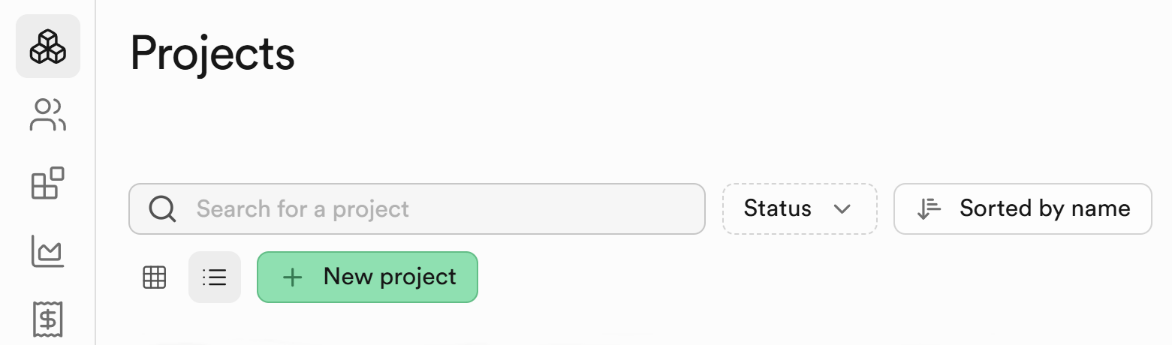 Projects
Search for a project
Status
Sorted by name
New project